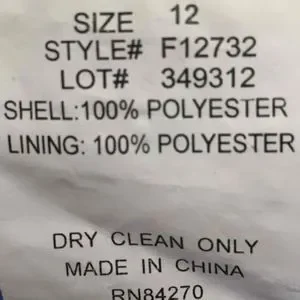 SIZE 12
STYLE# F12732
LOT# 349312
SHELL:100% POLYESTER
LINING: 100% POLYESTER
DRY CLEAN ONLY
MADE IN CHINA
RN84270